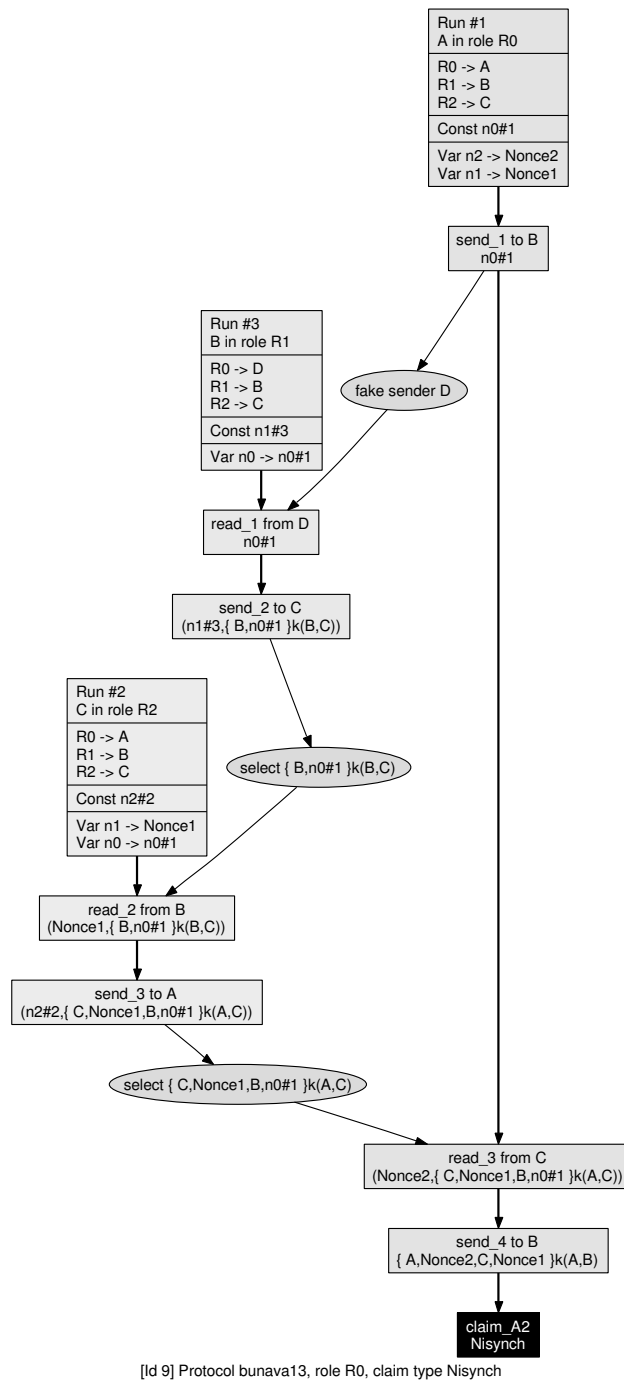 Run #1
A in role R0
R0 -> A
R1 -> B
R2 -> C
Const n0#1
Var n2 -> Nonce2
Var n1 -> Nonce1
send_1 to B
n0#1
Run #3
B in role R1
R0 -> D
R1 -> B
R2 -> C
Const n1#3
Var n0 -> n0#1
fake sender D
read_1 from D
n0#1
send_2 to C
(n1#3,{ B,n0#1 }k(B,C))
Run #2
C in role R2
R0 -> A
R1 -> B
R2 -> C
Const n2#2
Var n1 -> Nonce1
Var n0 -> n0#1
select { B,n0#1 }k(B,C)
read_2 from B
(Nonce1,{ B,n0#1 }k(B,C))
send_3 to A
(n2#2,{ C,Nonce1,B,n0#1 }k(A,C))
select { C,Nonce1,B,n0#1 }k(A,C)
read_3 from C
(Nonce2,{ C,Nonce1,B,n0#1 }k(A,C))
send_4 to B
{ A,Nonce2,C,Nonce1 }k(A,B)
claim_A2
Nisynch
[Id 9] Protocol bunava13, role R0, claim type Nisynch